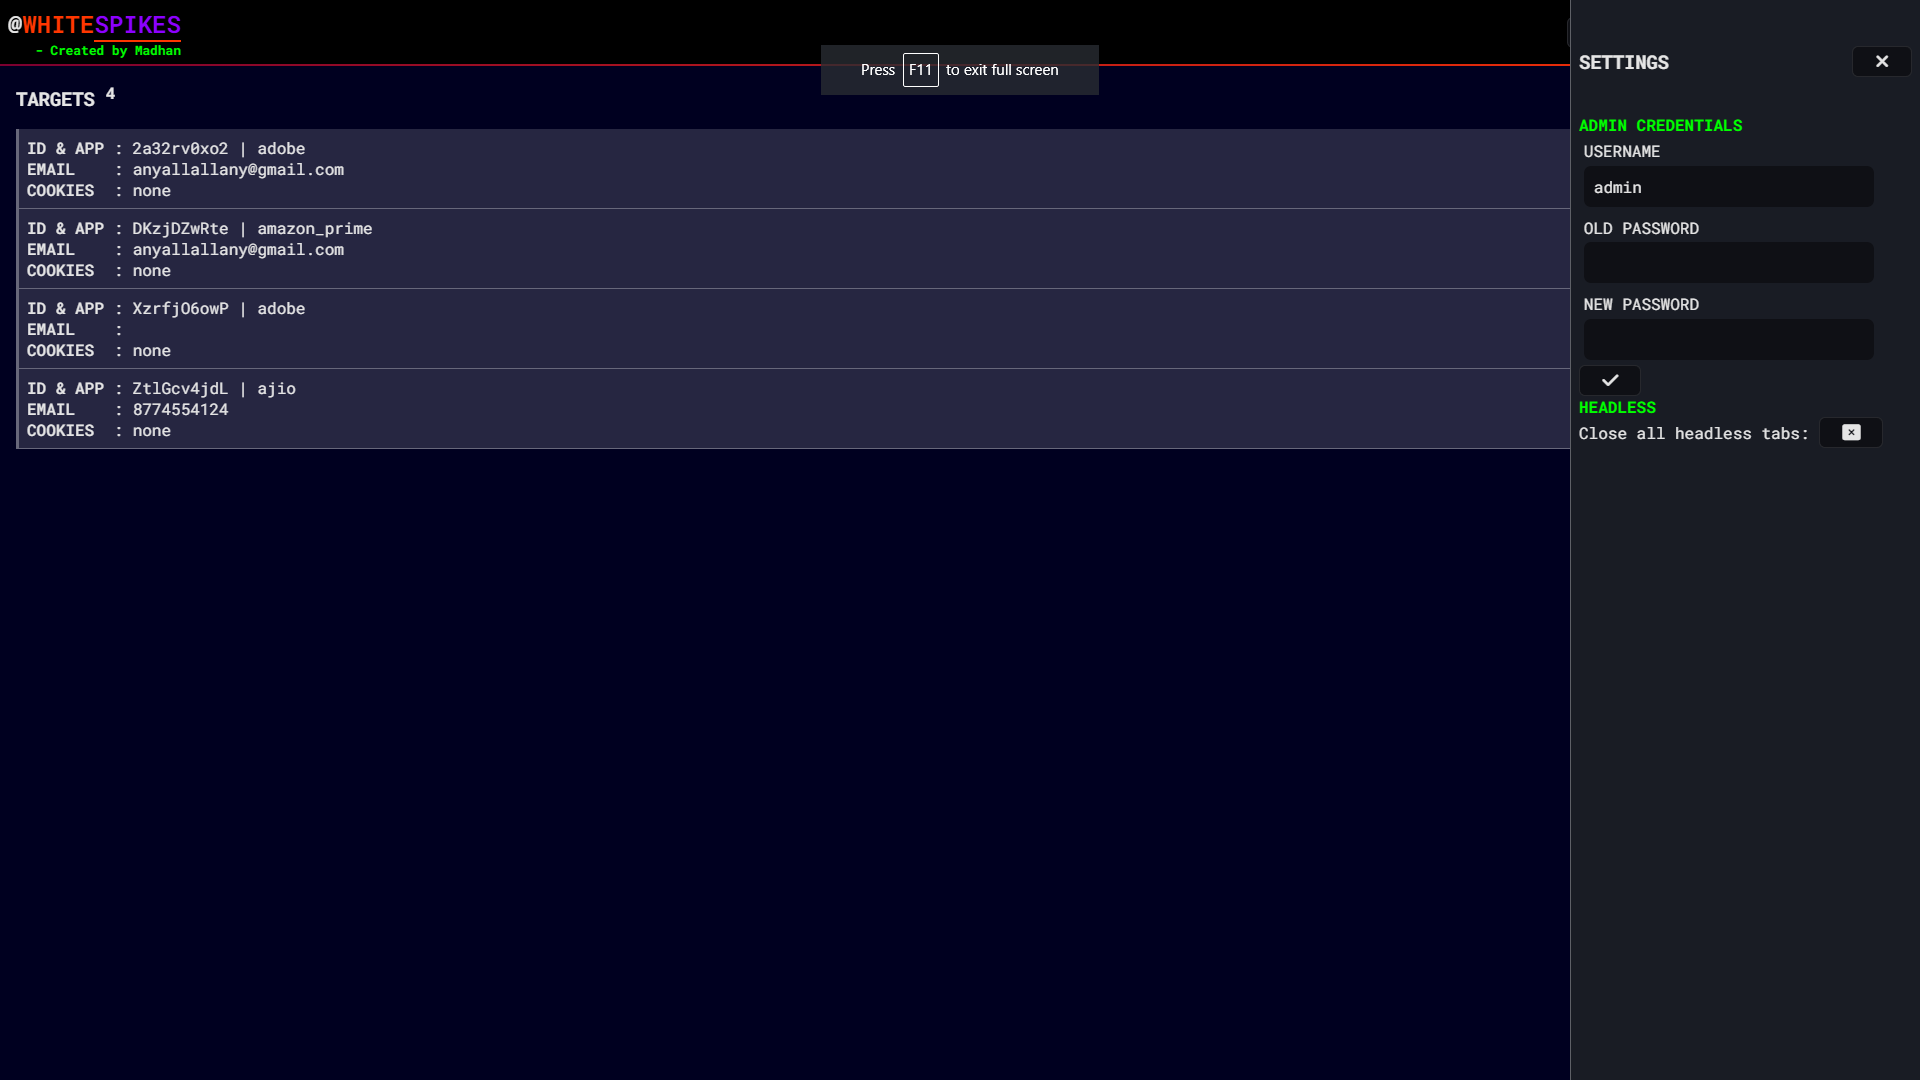 @WHITESPIKES
- Created by Madhan
Press F11 to exit full screen
TARGETS 4
ID & APP : 2a32rv0xo2 | adobe
EMAIL : anyallallany@gmail.com
COOKIES : none
ID & APP : DKzjDZwRte | amazon_prime
EMAIL : anyallallany@gmail.com
COOKIES : none
ID & APP : XzrfjO6owP | adobe
EMAIL :
COOKIES : none
ID & APP : ZtlGcv4jdL | ajio
EMAIL : 8774554124
COOKIES : none
SETTINGS
ADMIN CREDENTIALS
USERNAME
admin
OLD PASSWORD
NEW PASSWORD
HEADLESS
Close all headless tabs: